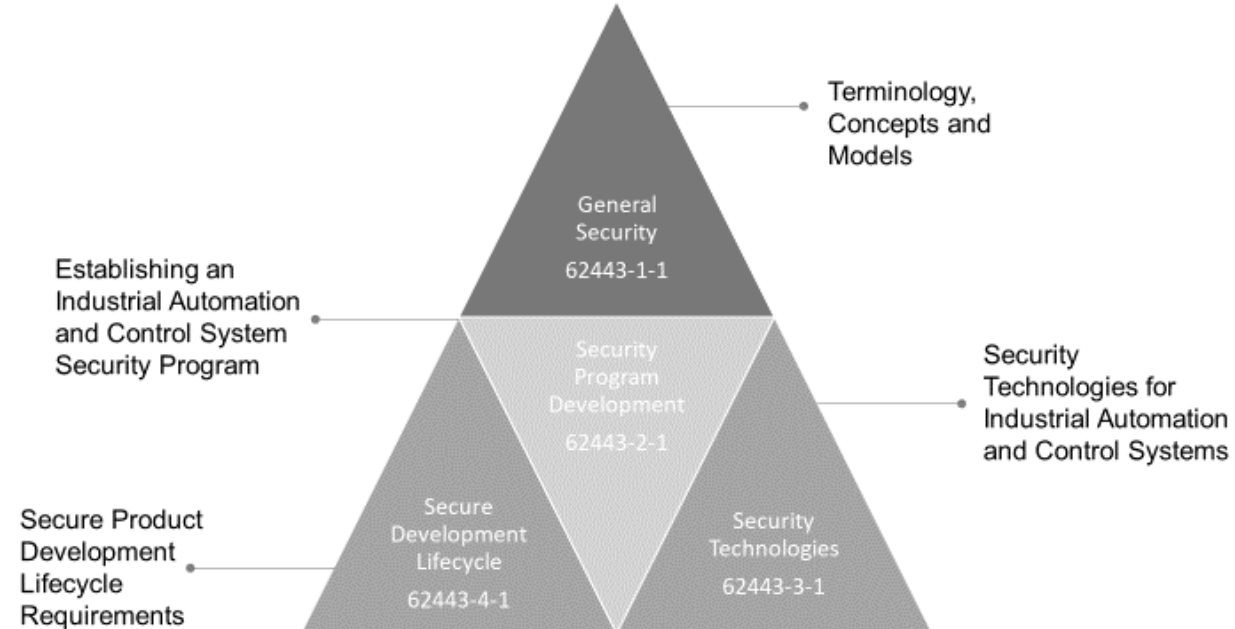 Terminology,
Concepts and
Models
General
Security
62443-1-1
Establishing an
Industrial Automation
and Control System
Security Program
Security
Program
Development
62443-2-1
Security
Technologies for
Industrial Automation
and Control Systems
Secure Product
Development
Lifecycle
Requirements
Secure
Development
Lifecycle
62443-4-1
Security
Technologies
62443-3-1